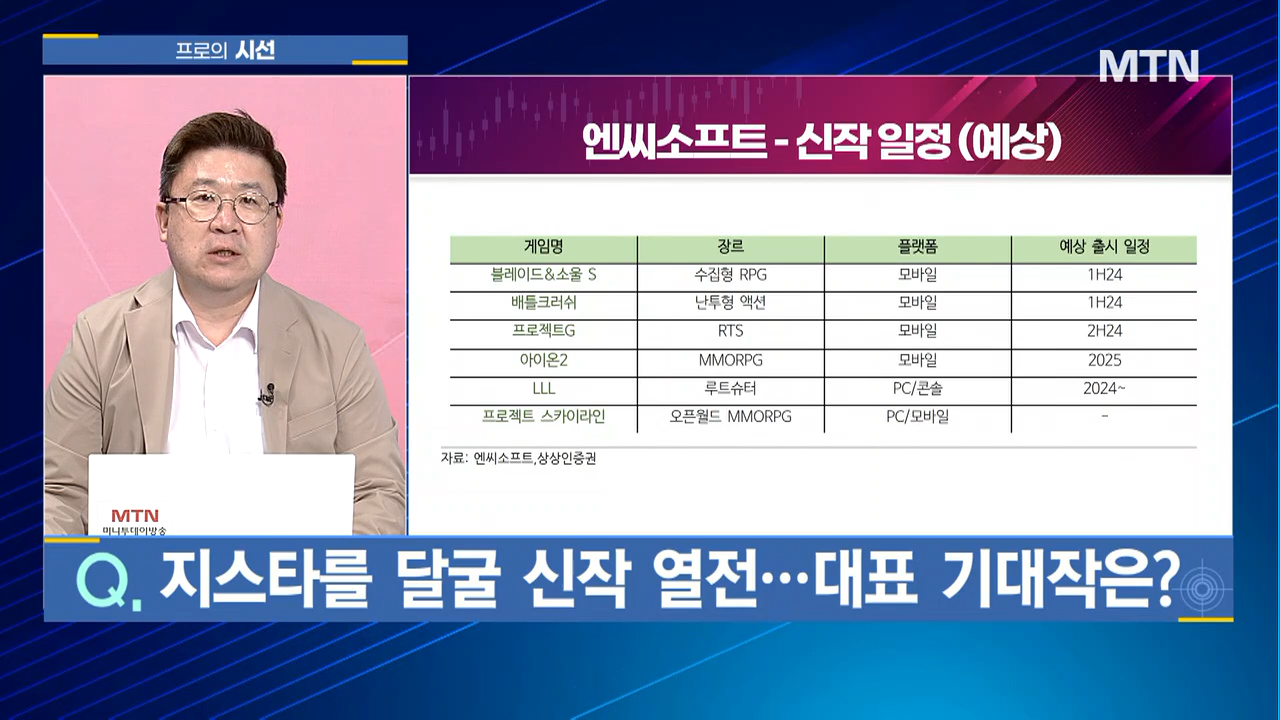 프로의 시선
MTN
엔씨소프트 - 신작 일정 (예상)
게임명 장르 플랫폼 예상 출시 일정
블레이드&소울 S 수집형 RPG 모바일 1H24
배틀크러쉬 난투형 액션 모바일 1H24
프로젝트G RTS 모바일 2H24
아이온2 MMORPG 모바일 2025
LLL 루트슈터 PC/콘솔 2024~
프로젝트 스카이라인 오픈월드 MMORPG PC/모바일 -
자료: 엔씨소프트,상상인증권
MTN
머니투데이방송
Q. 지스타를 달굴 신작 열전…대표 기대작은?